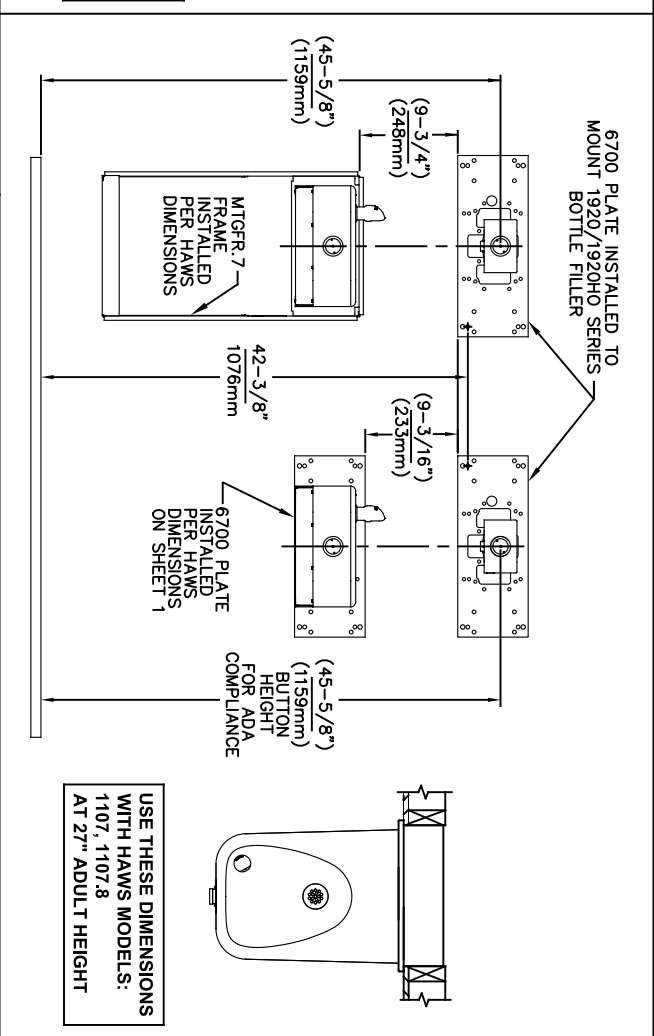 6700 PLATE INSTALLED TO
MOUNT 1920/1920HO SERIES
BOTTLE FILLER
(45-5/8")
(1159mm)
(9-3/4")
(248mm)
MTGFR.7
FRAME
INSTALLED
PER HAWS
DIMENSIONS
42-3/8"
1076mm
(9-3/16")
(233mm)
6700 PLATE
INSTALLED
PER HAWS
DIMENSIONS
ON SHEET 1
(45-5/8")
(1159mm)
BUTTON
HEIGHT
FOR ADA
COMPLIANCE
USE THESE DIMENSIONS
WITH HAWS MODELS:
1107, 1107.8
AT 27" ADULT HEIGHT